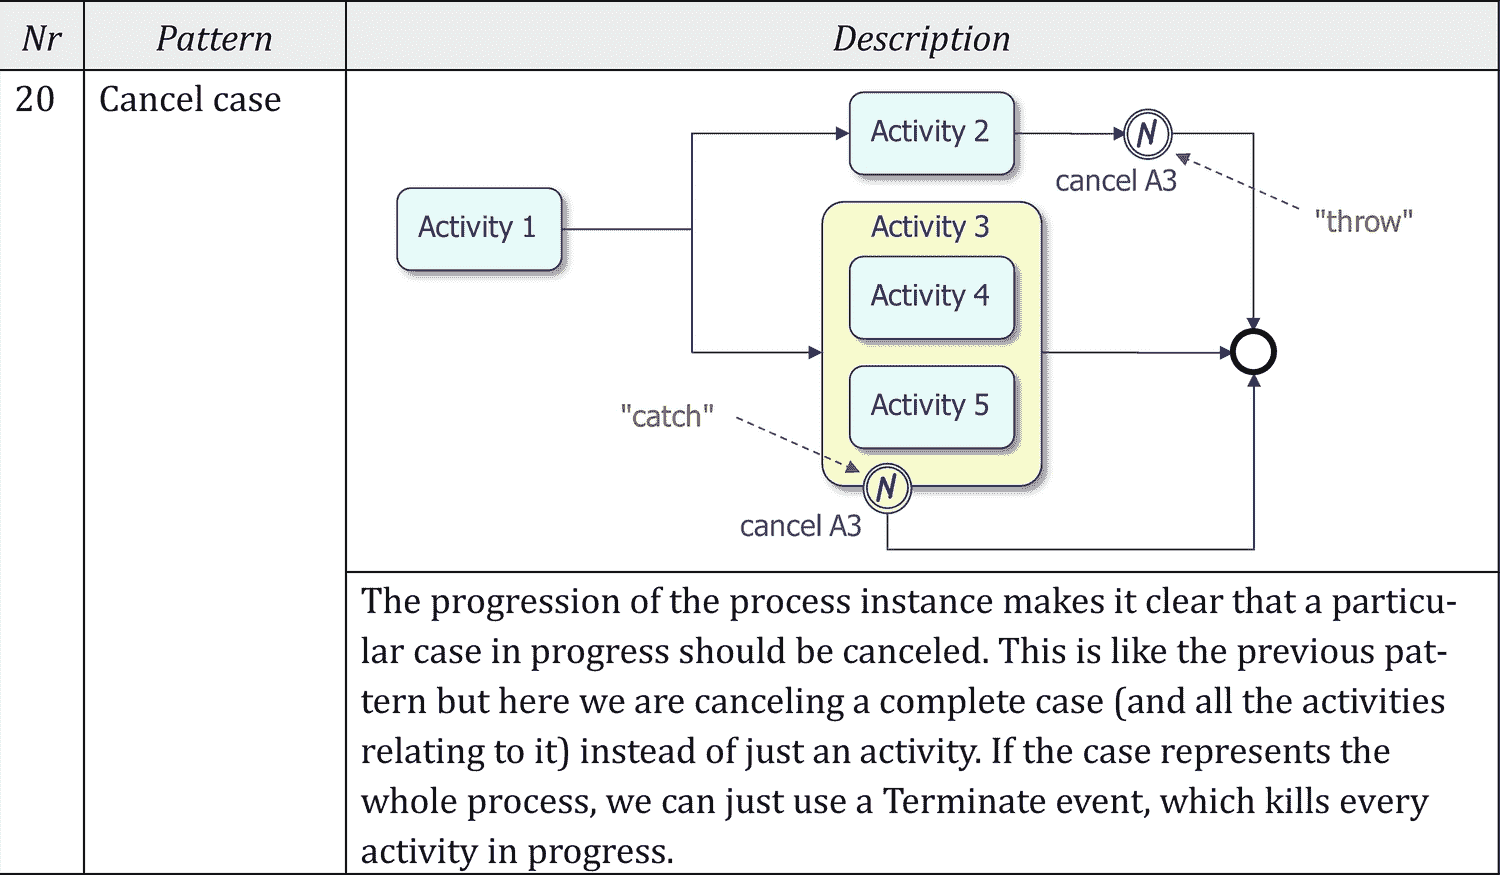 Nr Pattern Description
20 Cancel case
Activity 2
N
cancel A3
"throw"
Activity 1
Activity 3
Activity 4
Activity 5
"catch"
N
cancel A3
The progression of the process instance makes it clear that a particu-
lar case in progress should be canceled. This is like the previous pat-
tern but here we are canceling a complete case (and all the activities
relating to it) instead of just an activity. If the case represents the
whole process, we can just use a Terminate event, which kills every
activity in progress.